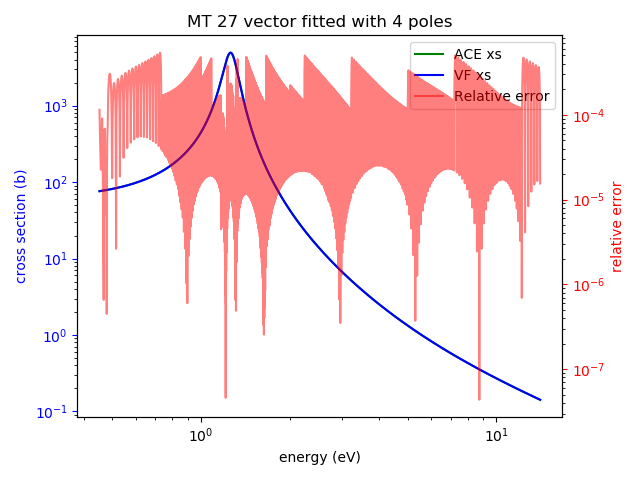 MT 27 vector fitted with 4 poles
ACE xs
VF xs
Relative error
cross section (b)
10³
10²
10¹
10⁰
10⁻¹
10⁻⁴
10⁻⁵
10⁻⁶
10⁻⁷
relative error
10⁰
10¹
energy (eV)